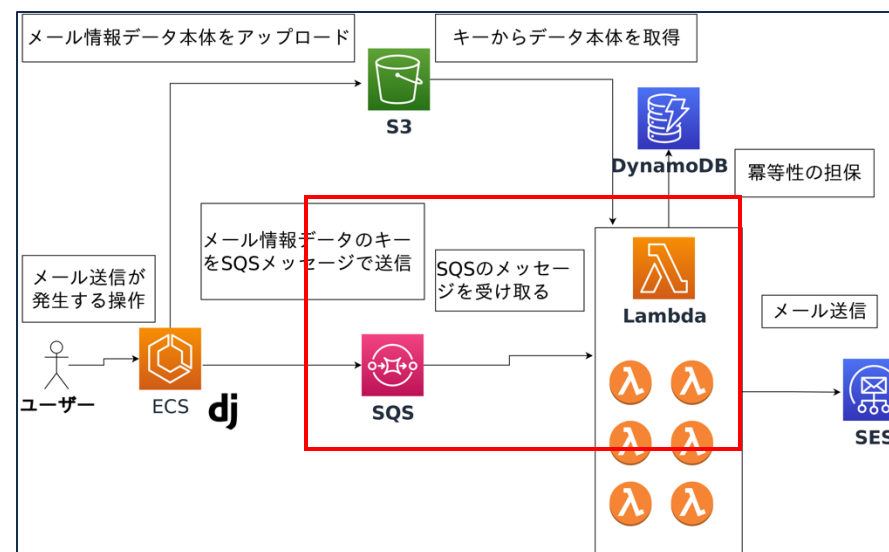 メール情報データ本体をアップロード
キーからデータ本体を取得
S3
DynamoDB
冪等性の担保
メール情報データのキー
をSQSメッセージで送信
SQSのメッセー
ジを受け取る
メール送信が
発生する操作
Lambda
メール送信
ユーザー
ECS
dj
SQS
SES